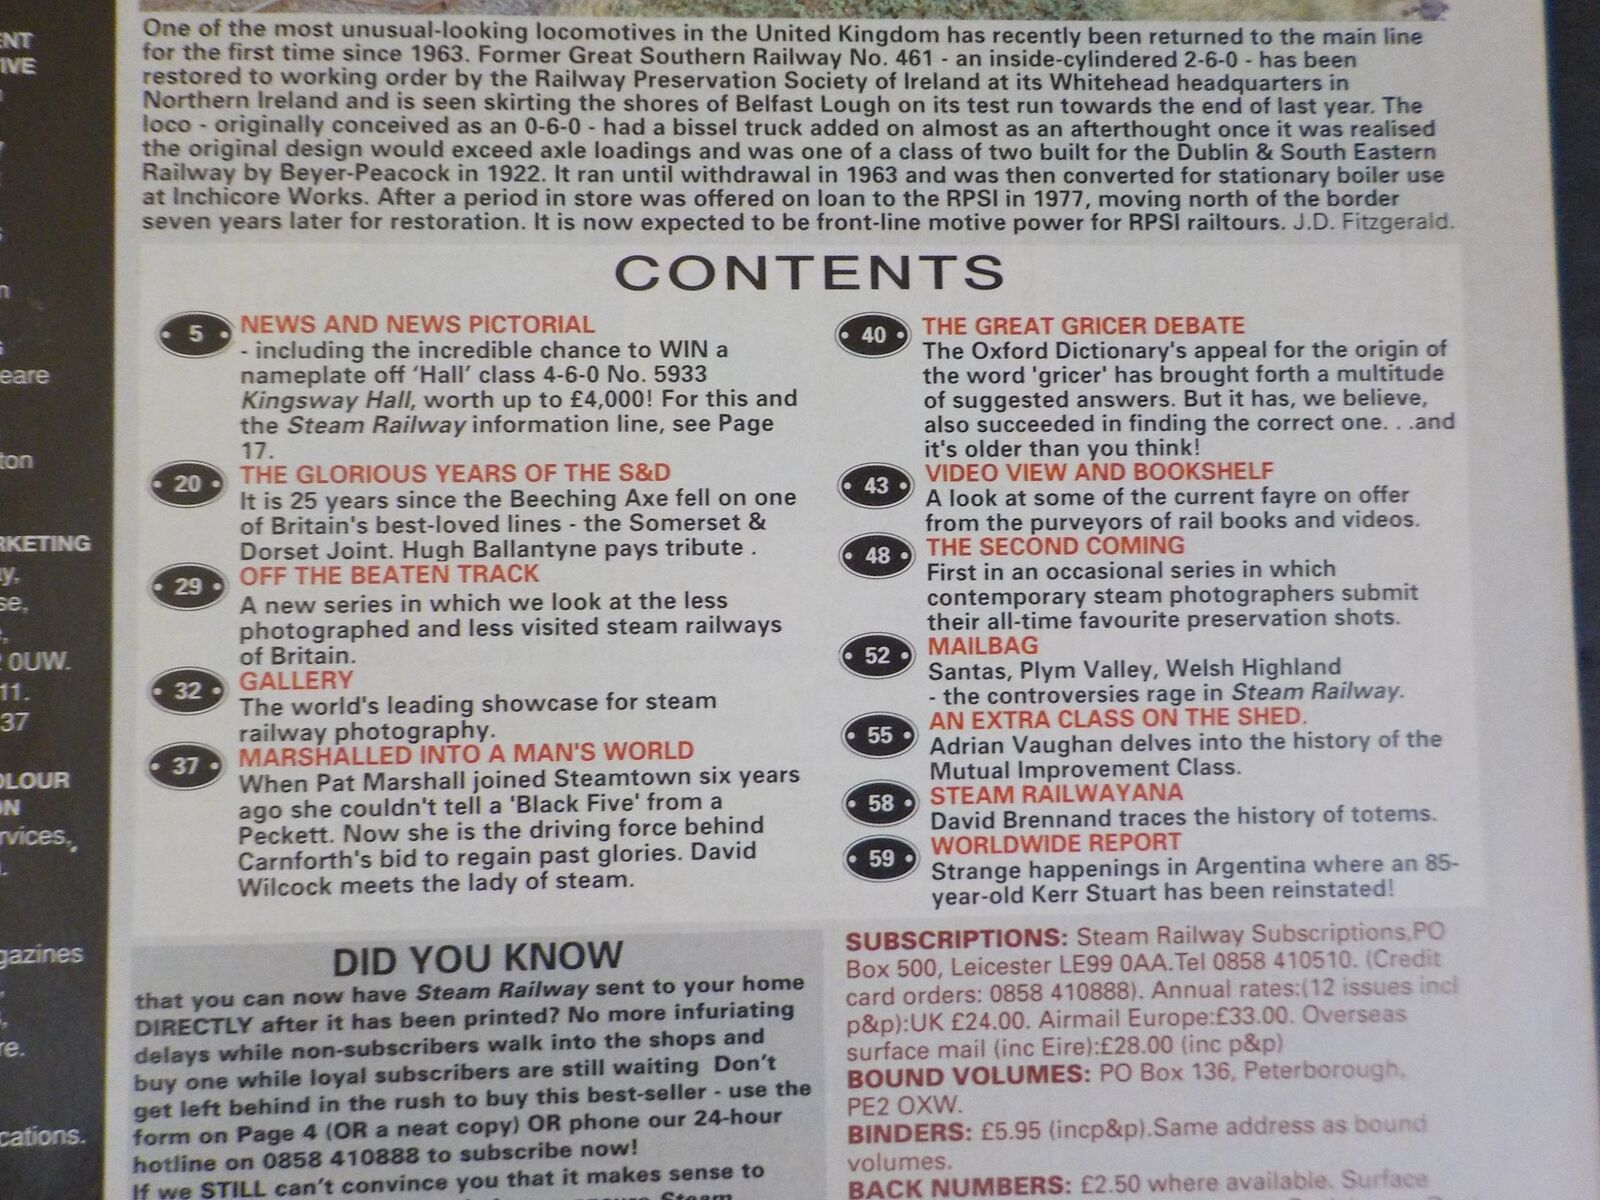 One of the most unusual-looking locomotives in the United Kingdom has recently been returned to the main line
for the first time since 1963. Former Great Southern Railway No. 461 - an inside-cylindered 2-6-0 - has been
restored to working order by the Railway Preservation Society of Ireland at its Whitehead headquarters in
Northern Ireland and is seen skirting the shores of Belfast Lough on its test run towards the end of last year. The
loco - originally conceived as an 0-6-0 - had a bissel truck added on almost as an afterthought once it was realised
the original design would exceed axle loadings and was one of a class of two built for the Dublin & South Eastern
Railway by Beyer-Peacock in 1922. It ran until withdrawal in 1963 and was then converted for stationary boiler use
at Inchicore Works. After a period in store was offered on loan to the RPSI in 1977, moving north of the border
seven years later for restoration. It is now expected to be front-line motive power for RPSI railtours. J.D. Fitzgerald.
CONTENTS
5 NEWS AND NEWS PICTORIAL
- including the incredible chance to WIN a
nameplate off 'Hall' class 4-6-0 No. 5933
Kingsway Hall, worth up to £4,000! For this and
the Steam Railway information line, see Page
17.
20 THE GLORIOUS YEARS OF THE S&D
It is 25 years since the Beeching Axe fell on one
of Britain's best-loved lines - the Somerset &
Dorset Joint. Hugh Ballantyne pays tribute .
29 OFF THE BEATEN TRACK
A new series in which we look at the less
photographed and less visited steam railways
of Britain.
32 GALLERY
The world's leading showcase for steam
railway photography.
37 MARSHALLED INTO A MAN'S WORLD
When Pat Marshall joined Steamtown six years
ago she couldn't tell a 'Black Five' from a
Peckett. Now she is the driving force behind
Carnforth's bid to regain past glories. David
Wilcock meets the lady of steam.
40 THE GREAT GRICER DEBATE
The Oxford Dictionary's appeal for the origin of
the word 'gricer' has brought forth a multitude
of suggested answers. But it has, we believe,
also succeeded in finding the correct one. . .and
it's older than you think!
43 VIDEO VIEW AND BOOKSHELF
A look at some of the current fayre on offer
from the purveyors of rail books and videos.
48 THE SECOND COMING
First in an occasional series in which
contemporary steam photographers submit
their all-time favourite preservation shots.
52 MAILBAG
Santas, Plym Valley, Welsh Highland
- the controversies rage in Steam Railway.
55 AN EXTRA CLASS ON THE SHED.
Adrian Vaughan delves into the history of the
Mutual Improvement Class.
58 STEAM RAILWAYANA
David Brennand traces the history of totems.
59 WORLDWIDE REPORT
Strange happenings in Argentina where an 85-
year-old Kerr Stuart has been reinstated!
DID YOU KNOW
that you can now have Steam Railway sent to your home
DIRECTLY after it has been printed? No more infuriating
delays while non-subscribers walk into the shops and
buy one while loyal subscribers are still waiting Don't
get left behind in the rush to buy this best-seller - use the
form on Page 4 (OR a neat copy) OR phone our 24-hour
hotline on 0858 410888 to subscribe now!
If we STILL can't convince you that it makes sense to
Steam
SUBSCRIPTIONS: Steam Railway Subscriptions,PO
Box 500, Leicester LE99 0AA.Tel 0858 410510. (Credit
card orders: 0858 410888). Annual rates:(12 issues incl
p&p):UK £24.00. Airmail Europe:£33.00. Overseas
surface mail (inc Eire):£28.00 (inc p&p)
BOUND VOLUMES: PO Box 136, Peterborough,
PE2 OXW.
BINDERS: £5.95 (incp&p).Same address as bound
volumes.
BACK NUMBERS: £2.50 where available. Surface
0UW.
11.
37